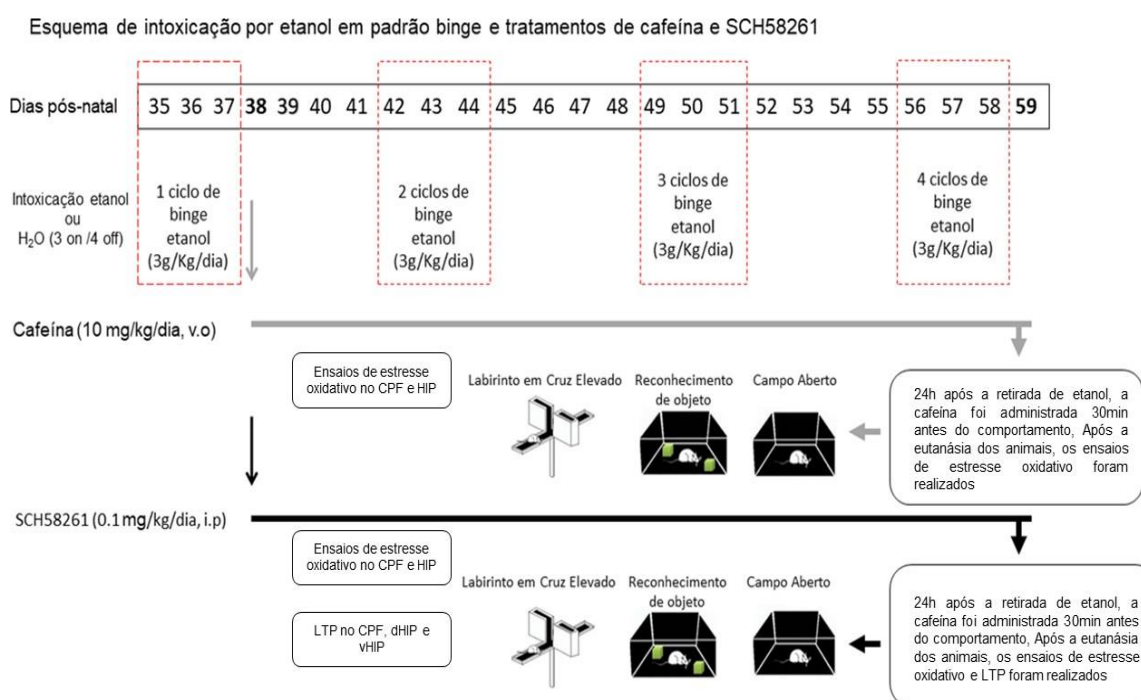 Esquema de intoxicação por etanol em padrão binge e tratamentos de cafeína e SCH58261
Dias pós-natal
35 36 37 38 39 40 41 42 43 44 45 46 47 48 49 50 51 52 53 54 55 56 57 58 59
Intoxicação etanol
ou
H₂O (3 on /4 off)
1 ciclo de
binge
etanol
(3g/Kg/dia)
2 ciclos de
binge
etanol
(3g/Kg/dia)
3 ciclos de
binge
etanol
(3g/Kg/dia)
4 ciclos de
binge
etanol
(3g/Kg/dia)
Cafeína (10 mg/kg/dia, v.o)
Ensaios de estresse
oxidativo no CPF e HIP
Labirinto em Cruz Elevado
Reconhecimento
de objeto
Campo Aberto
24h após a retirada de etanol, a
cafeína foi administrada 30min
antes do comportamento, Após a
eutanásia dos animais, os ensaios
de estresse oxidativo foram
realizados
SCH58261 (0.1 mg/kg/dia, i.p)
Ensaios de estresse
oxidativo no CPF e HIP
LTP no CPF, dHIP e
vHIP
Labirinto em Cruz Elevado
Reconhecimento
de objeto
Campo Aberto
24h após a retirada de etanol, a
cafeína foi administrada 30min antes
do comportamento, Após a eutanásia
dos animais, os ensaios de estresse
oxidativo e LTP foram realizados